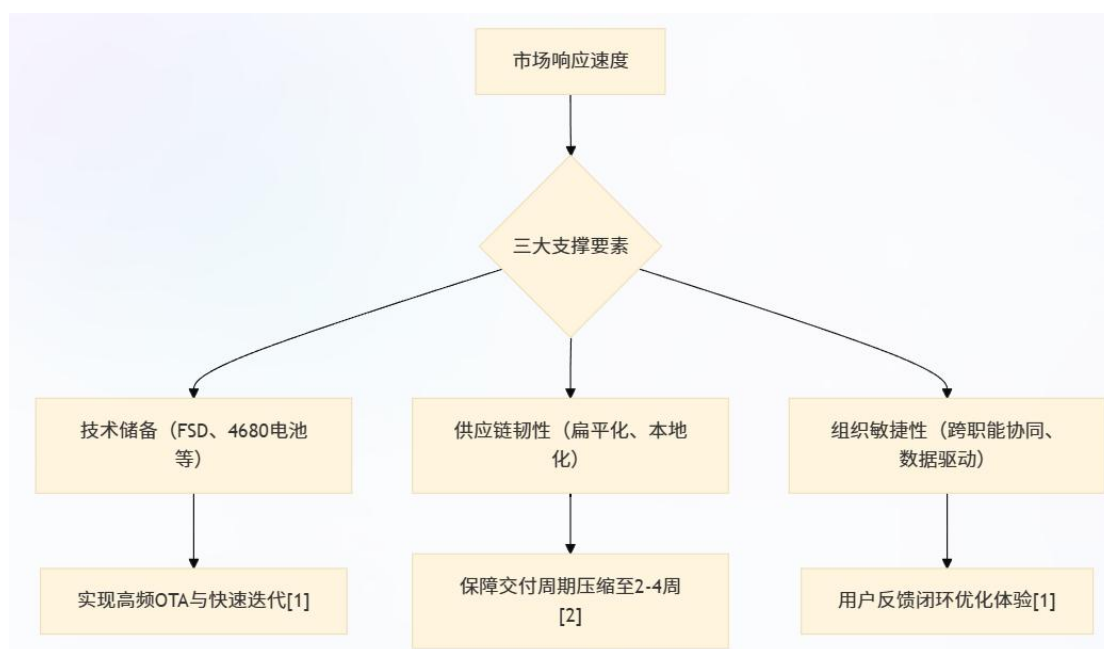 市场响应速度
三大支撑要素
技术储备（FSD、4680电池
等）
供应链韧性（扁平化、本地
化）
组织敏捷性（跨职能协同、
数据驱动）
实现高频OTA与快速迭代[1]
保障交付周期压缩至2-4周
[2]
用户反馈闭环优化体验[1]